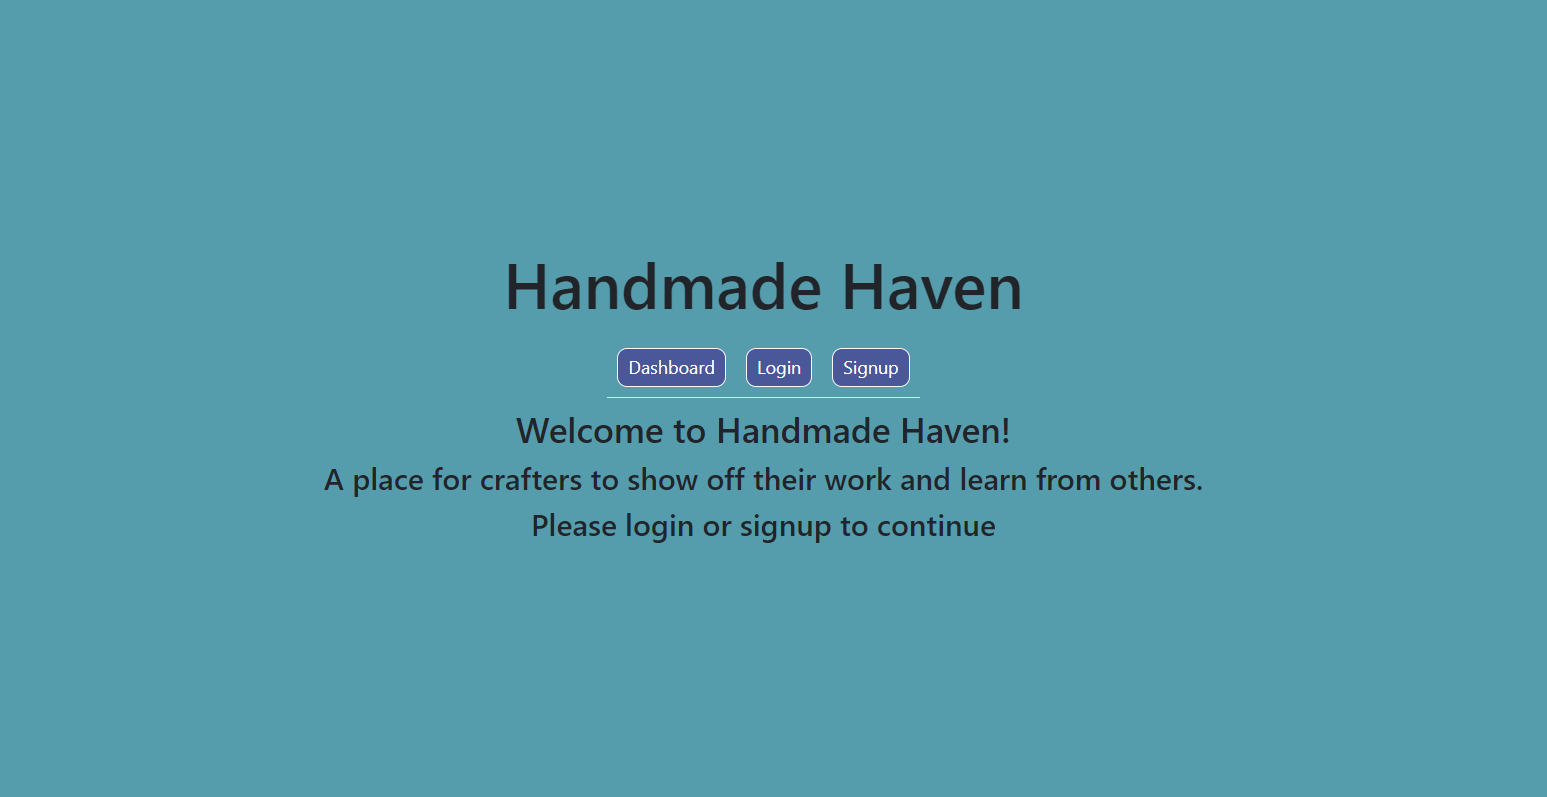 Handmade Haven
Dashboard Login Signup
Welcome to Handmade Haven!
A place for crafters to show off their work and learn from others.
Please login or signup to continue